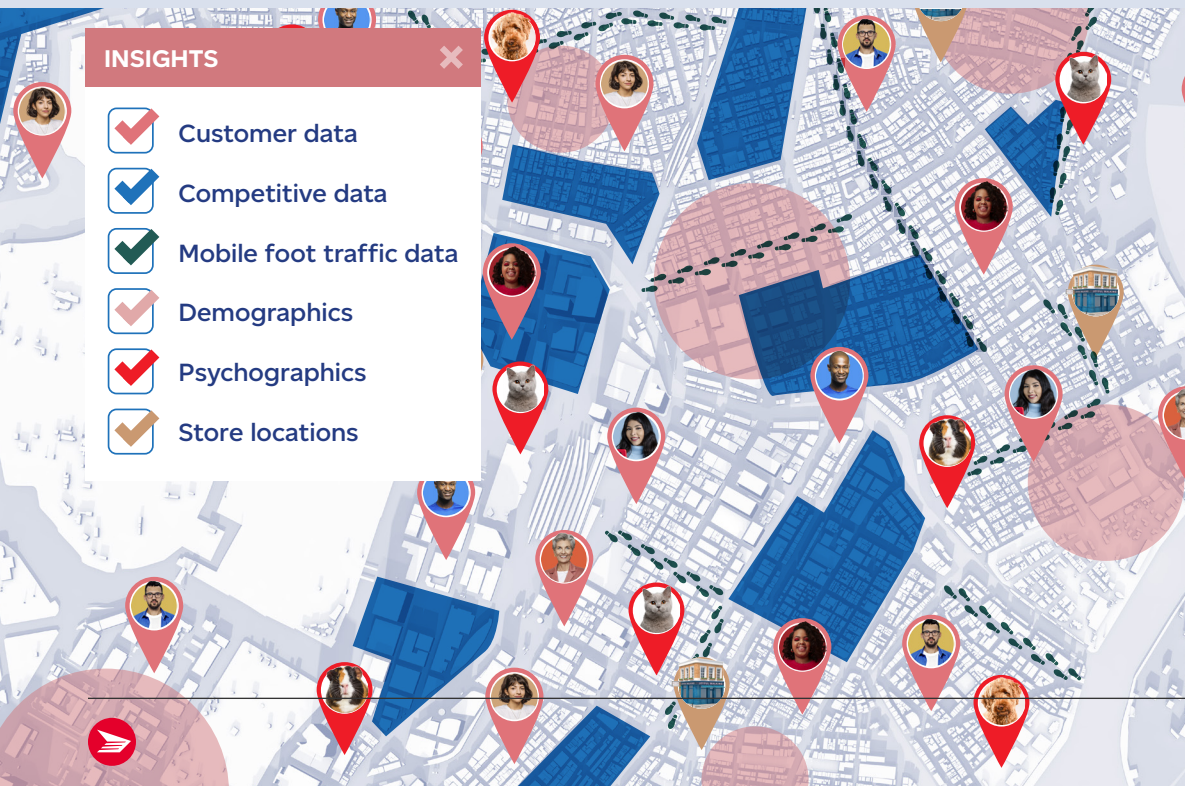 INSIGHTS
Customer data
Competitive data
Mobile foot traffic data
Demographics
Psychographics
Store locations